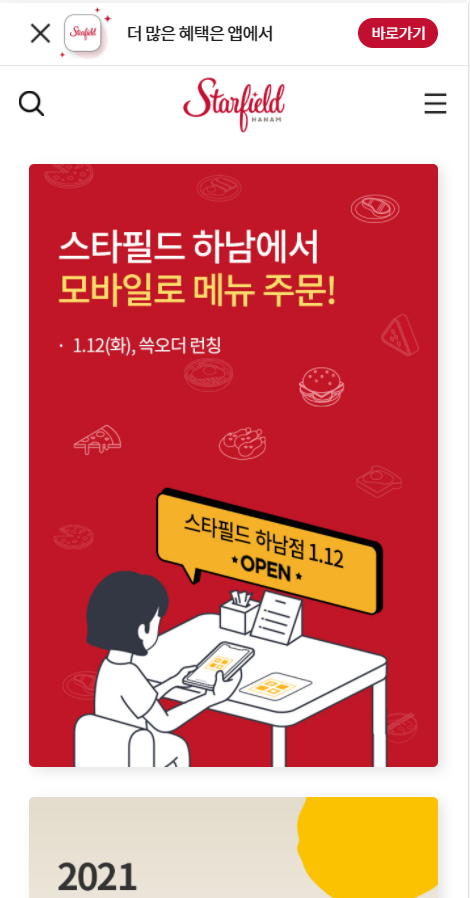 Starfield
더 많은 혜택은 앱에서
바로가기
Starfield
HANAM
스타필드 하남에서
모바일로 메뉴 주문!
· 1.12(화), 쓱오더 런칭
스타필드 하남점 1.12
★OPEN★
2021